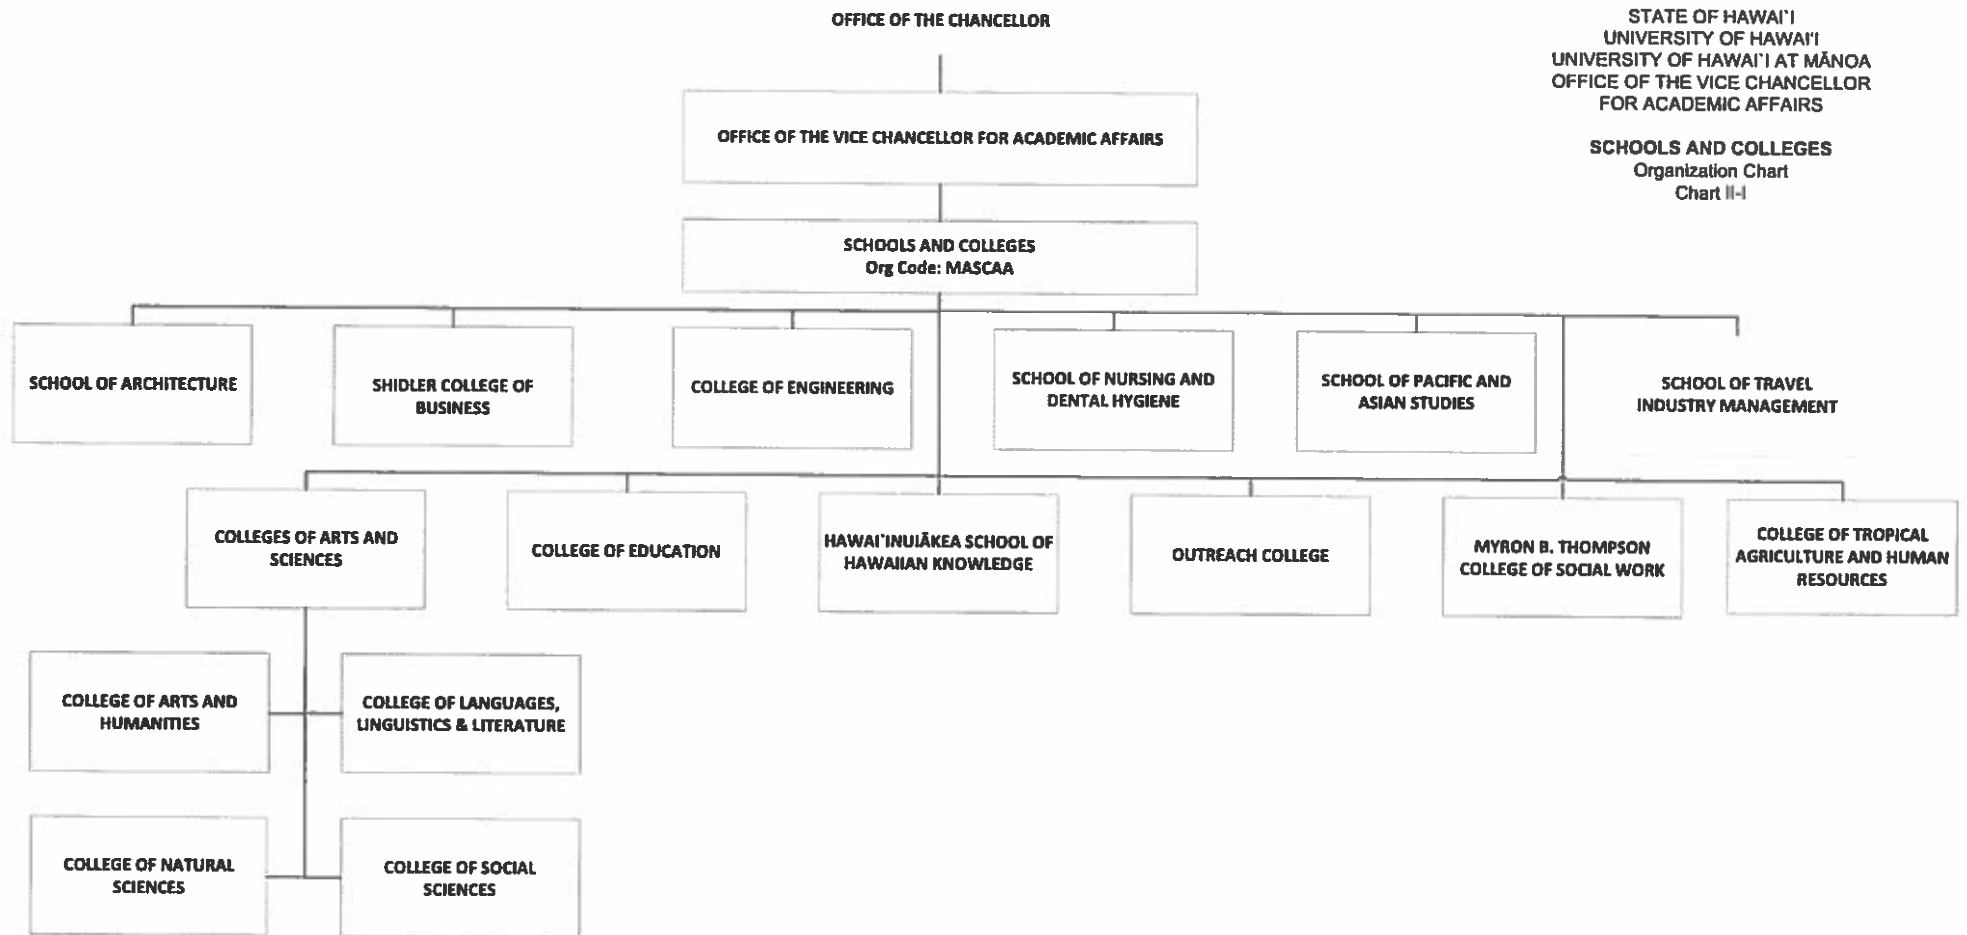 OFFICE OF THE CHANCELLOR
STATE OF HAWAI`I
UNIVERSITY OF HAWAI'I
UNIVERSITY OF HAWAI`I AT MĀNOA
OFFICE OF THE VICE CHANCELLOR
FOR ACADEMIC AFFAIRS
SCHOOLS AND COLLEGES
Organization Chart
Chart II-I
OFFICE OF THE VICE CHANCELLOR FOR ACADEMIC AFFAIRS
SCHOOLS AND COLLEGES
Org Code: MASCAA
SCHOOL OF ARCHITECTURE
SHIDLER COLLEGE OF
BUSINESS
COLLEGE OF ENGINEERING
SCHOOL OF NURSING AND
DENTAL HYGIENE
SCHOOL OF PACIFIC AND
ASIAN STUDIES
SCHOOL OF TRAVEL
INDUSTRY MANAGEMENT
COLLEGES OF ARTS AND
SCIENCES
COLLEGE OF EDUCATION
HAWAI`INUIĀKEA SCHOOL OF
HAWAIIAN KNOWLEDGE
OUTREACH COLLEGE
MYRON B. THOMPSON
COLLEGE OF SOCIAL WORK
COLLEGE OF TROPICAL
AGRICULTURE AND HUMAN
RESOURCES
COLLEGE OF ARTS AND
HUMANITIES
COLLEGE OF LANGUAGES,
LINGUISTICS & LITERATURE
COLLEGE OF NATURAL
SCIENCES
COLLEGE OF SOCIAL
SCIENCES